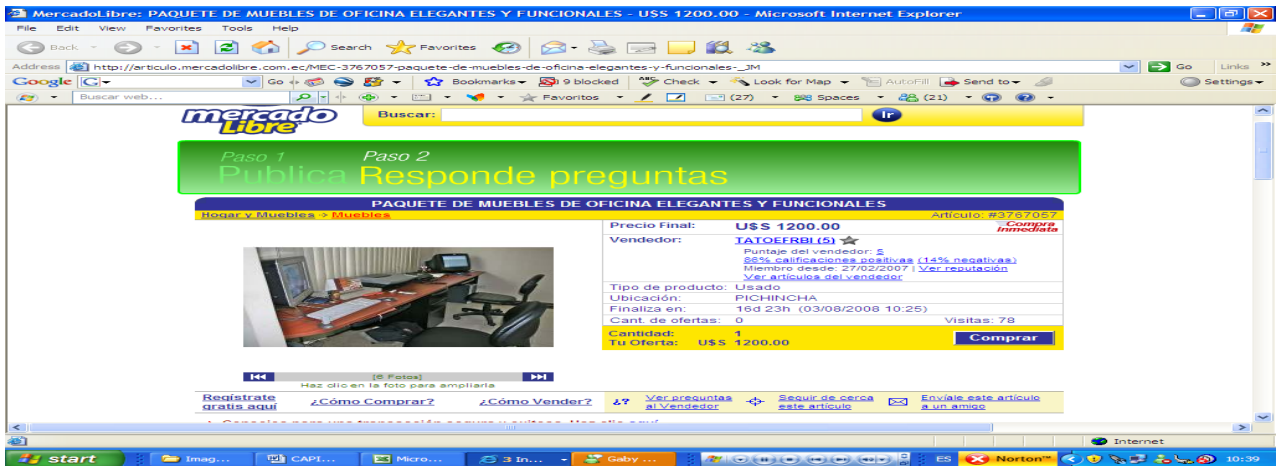 MercadoLibre: PAQUETE DE MUEBLES DE OFICINA ELEGANTES Y FUNCIONALES - U$S 1200.00 - Microsoft Internet Explorer
File Edit View Favorites Tools Help
Back Search Favorites
Address http://articulo.mercadolibre.com.ec/MEC-3767057-paquete-de-muebles-de-oficina-elegantes-y-funcionales-_JM Go Links
Google G Go Bookmarks 9 blocked Check Look for Map AutoFill Send to Settings
Buscar web... Favoritos (27) Spaces (21)
mercado Libre Buscar: Ir
Paso 1 Paso 2
Publica Responde preguntas
PAQUETE DE MUEBLES DE OFICINA ELEGANTES Y FUNCIONALES
Hogar y Muebles -> Muebles Artículo: #3767057
Precio Final: U$S 1200.00 Compra Inmediata
Vendedor: TATOEFRBI (5)
Puntaje del vendedor: 5
86% calificaciones positivas (14% negativas)
Miembro desde: 27/02/2007 | Ver reputación
Ver artículos del vendedor
Tipo de producto: Usado
Ubicación: PICHINCHA
Finaliza en: 16d 23h (03/08/2008 10:25)
Cant. de ofertas: 0 Visitas: 78
Cantidad: 1
Tu Oferta: U$S 1200.00 Comprar
[6 Fotos]
Haz clic en la foto para ampliarla
Regístrate gratis aquí ¿Cómo Comprar? ¿Cómo Vender? ¿? Ver preguntas al Vendedor Seguir de cerca este artículo Envíale este artículo a un amigo
Internet
start Imag... CAPI... Micro... 3 In... Gaby ... ES Norton™ 10:39